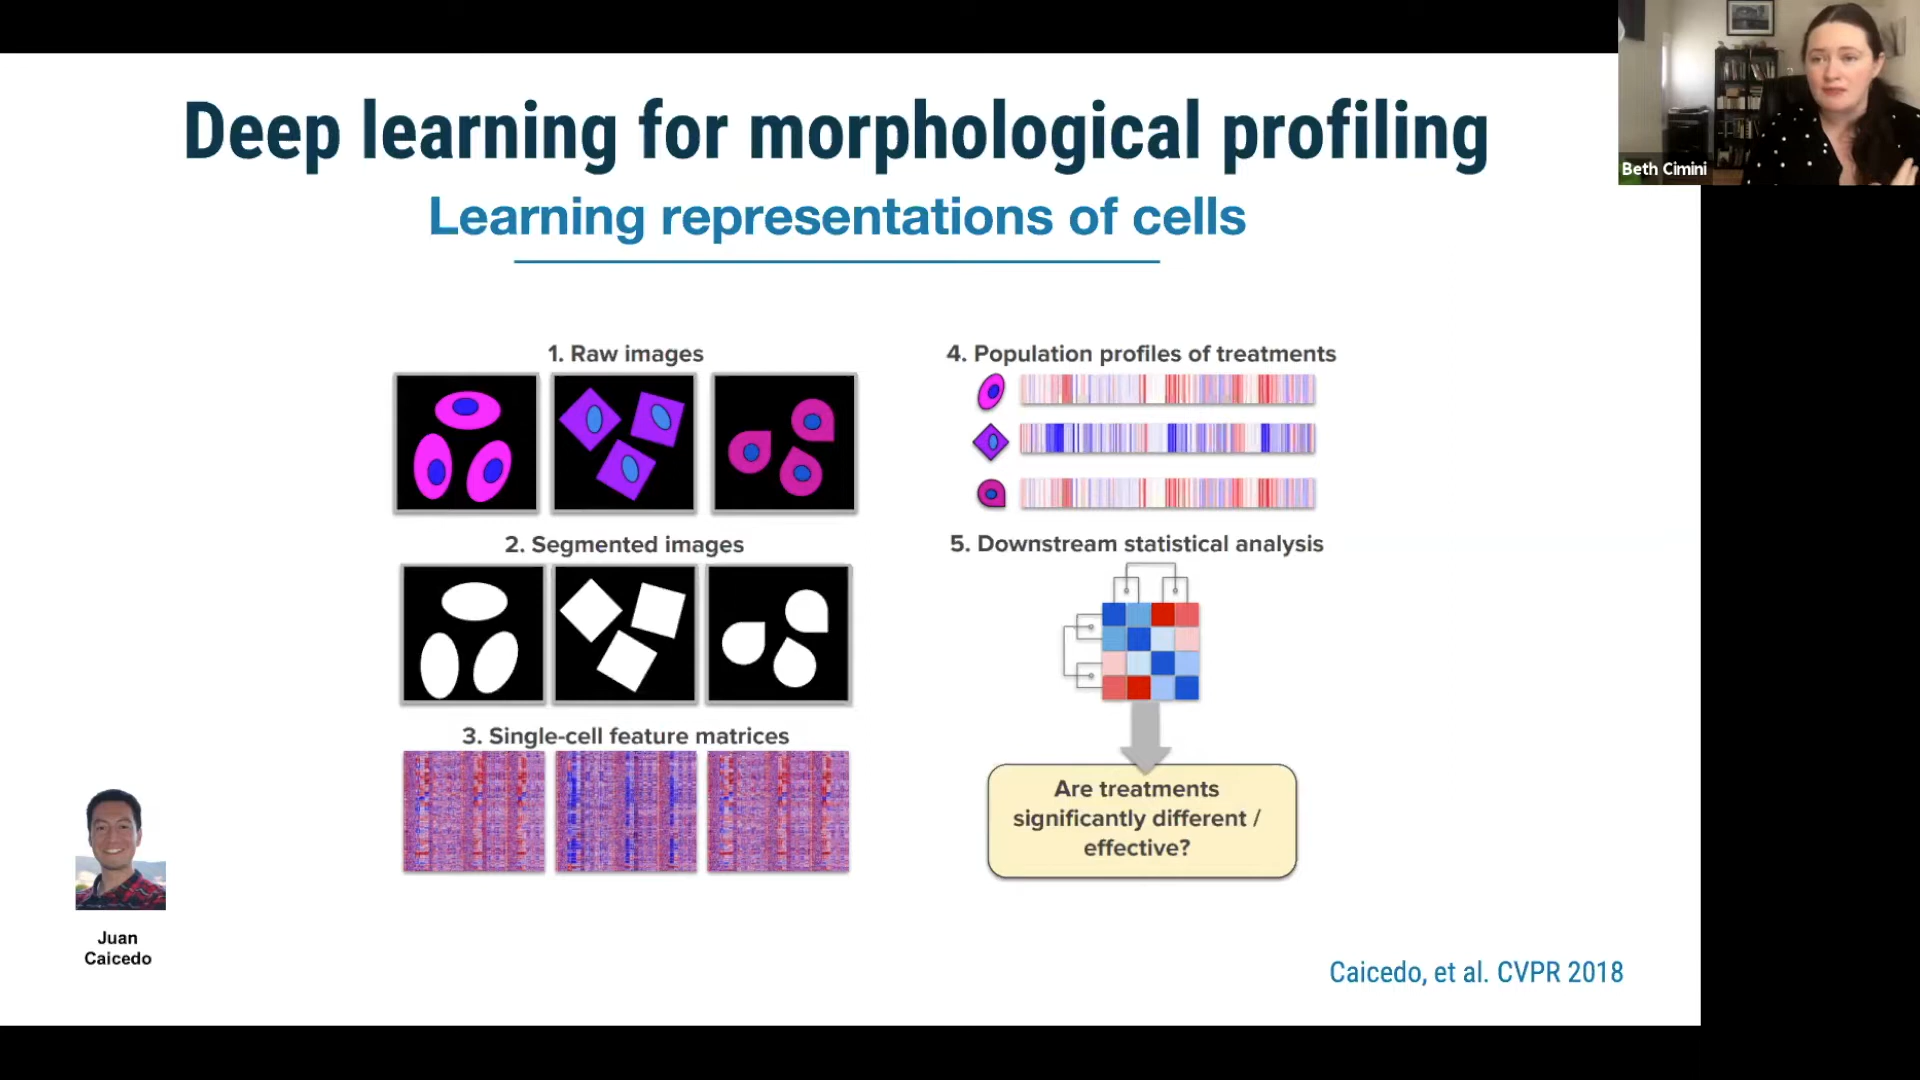 Deep learning for morphological profiling
Learning representations of cells
1. Raw images
2. Segmented images
3. Single-cell feature matrices
4. Population profiles of treatments
5. Downstream statistical analysis
Are treatments
significantly different /
effective?
Juan
Caicedo
Caicedo, et al. CVPR 2018
Beth Cimini